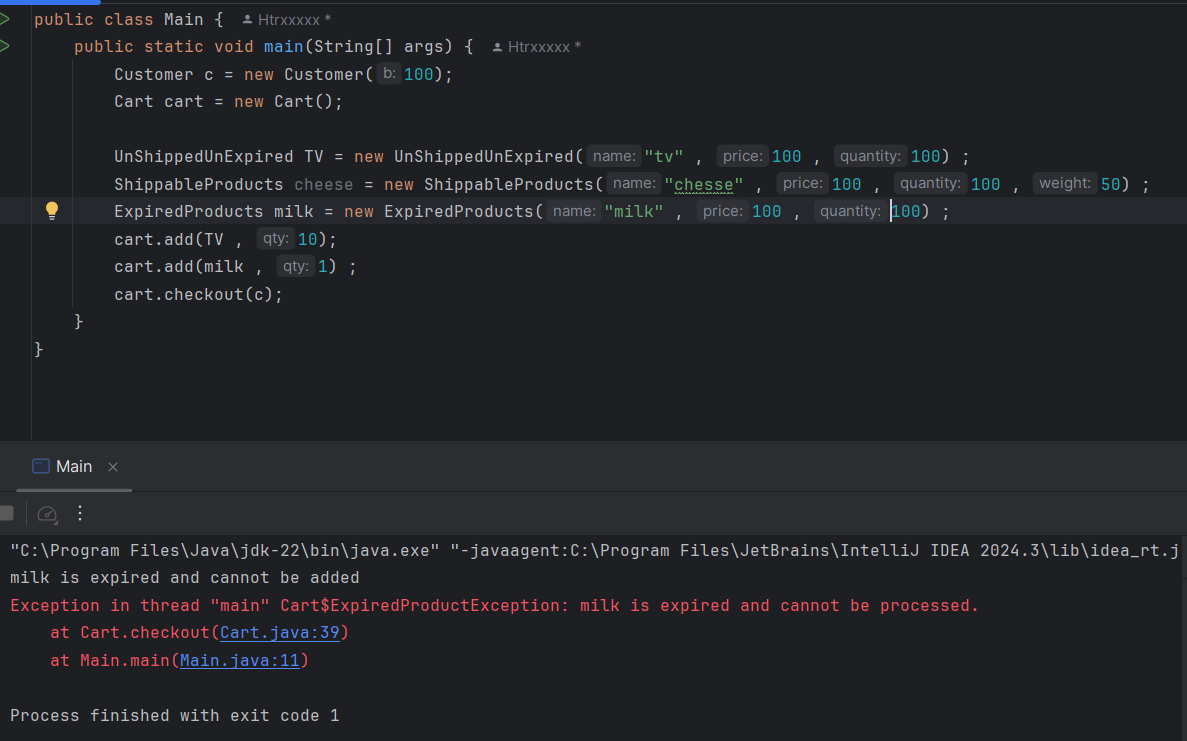 public class Main { Htrxxxxx *
public static void main(String[] args) { Htrxxxxx *
Customer c = new Customer( b: 100);
Cart cart = new Cart();
UnShippedUnExpired TV = new UnShippedUnExpired( name: "tv" , price: 100 , quantity: 100) ;
ShippableProducts cheese = new ShippableProducts( name: "chesse" , price: 100 , quantity: 100 , weight: 50) ;
ExpiredProducts milk = new ExpiredProducts( name: "milk" , price: 100 , quantity: 100) ;
cart.add(TV , qty: 10);
cart.add(milk , qty: 1) ;
cart.checkout(c);
}
}
Main
"C:\Program Files\Java\jdk-22\bin\java.exe" "-javaagent:C:\Program Files\JetBrains\IntelliJ IDEA 2024.3\lib\idea_rt.j
milk is expired and cannot be added
Exception in thread "main" Cart$ExpiredProductException: milk is expired and cannot be processed.
at Cart.checkout(Cart.java:39)
at Main.main(Main.java:11)
Process finished with exit code 1